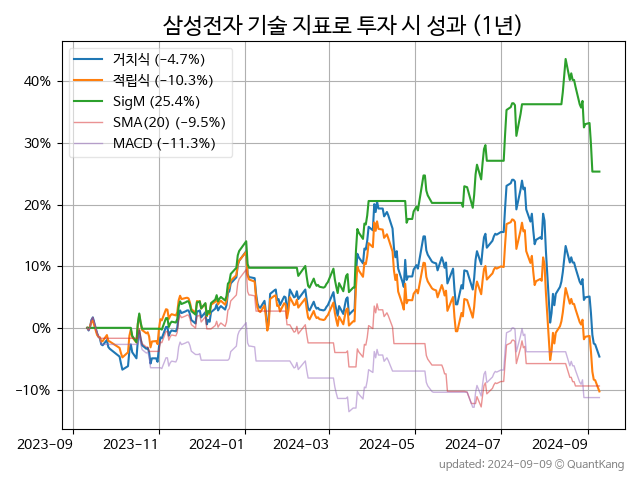 삼성전자 기술 지표로 투자 시 성과 (1년)
거치식 (−4.7%)
적립식 (−10.3%)
SigM (25.4%)
SMA(20) (−9.5%)
MACD (−11.3%)
40%
30%
20%
10%
0%
−10%
2023-09
2023-11
2024-01
2024-03
2024-05
2024-07
2024-09
updated: 2024-09-09 © QuantKang